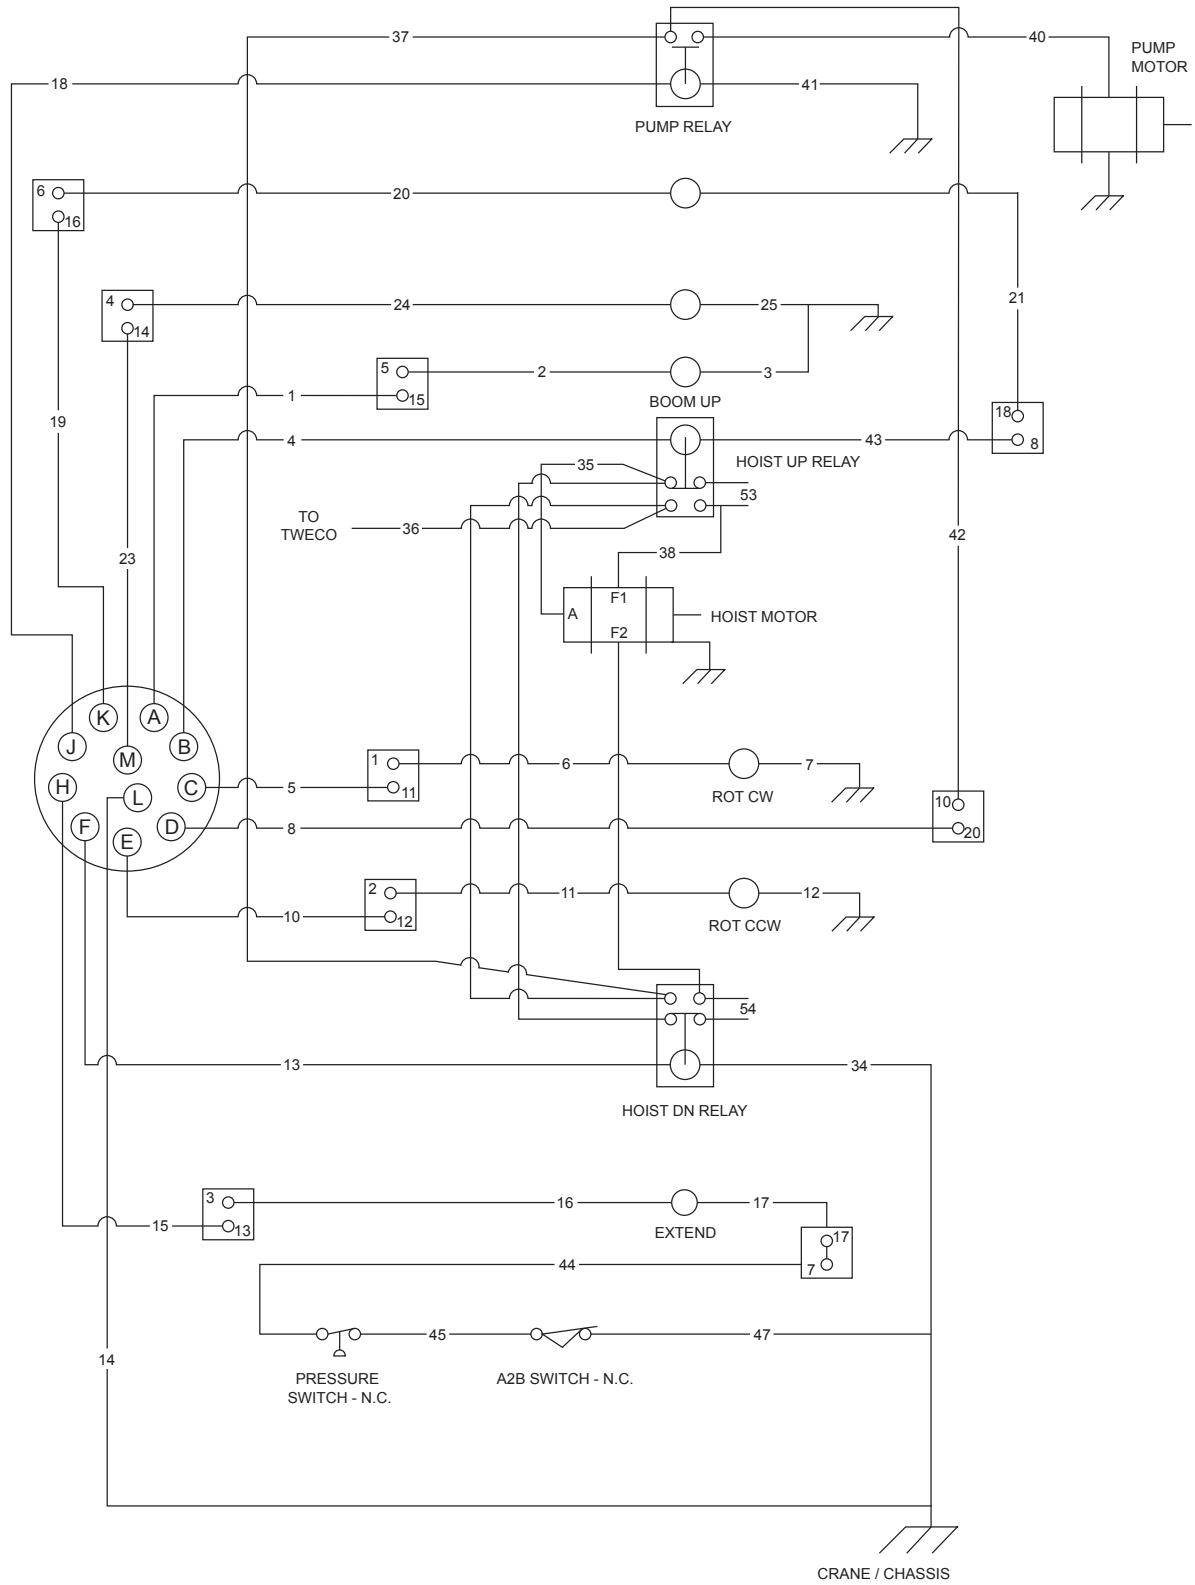 37
40
PUMP
MOTOR
18
41
PUMP RELAY
6
16
20
21
4
14
24
25
5
15
2
3
BOOM UP
1
19
18
8
4
43
HOIST UP RELAY
35
53
TO
TWECO
36
42
23
38
F1
A
F2
HOIST MOTOR
K
A
J
B
M
H
C
L
F
D
E
1
11
6
7
ROT CW
5
10
20
8
2
12
11
12
ROT CCW
10
54
13
34
HOIST DN RELAY
3
13
16
17
EXTEND
15
17
7
44
45
47
14
PRESSURE
SWITCH - N.C.
A2B SWITCH - N.C.
CRANE / CHASSIS